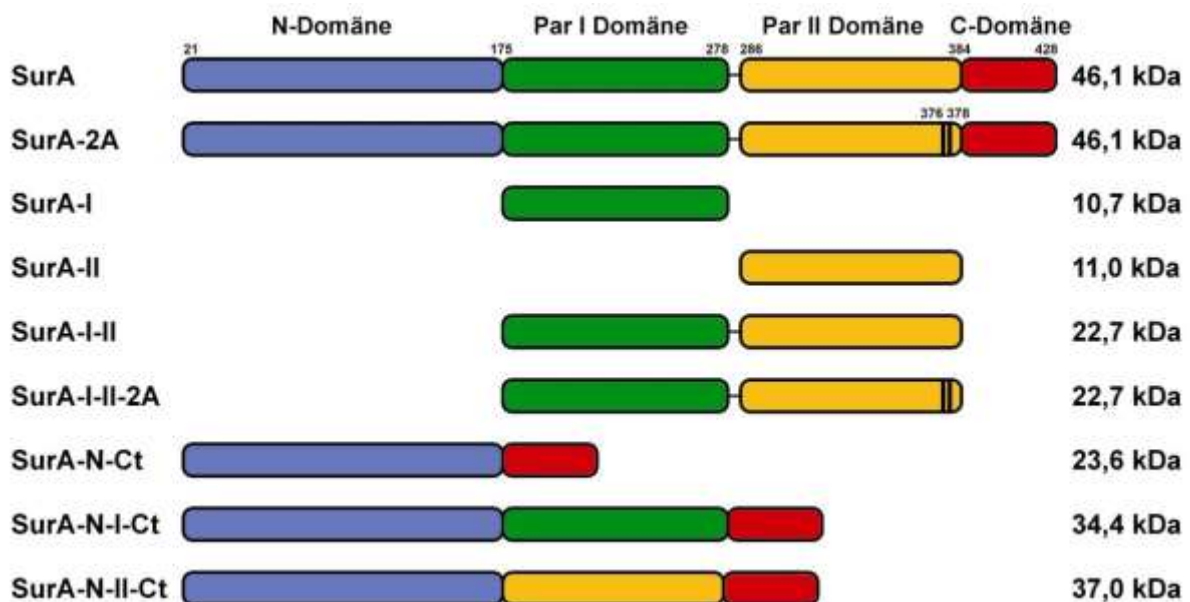 N-Domäne Par I Domäne Par II Domäne C-Domäne
21 175 278 286 384 428
SurA 46,1 kDa
376 378
SurA-2A 46,1 kDa
SurA-I 10,7 kDa
SurA-II 11,0 kDa
SurA-I-II 22,7 kDa
SurA-I-II-2A 22,7 kDa
SurA-N-Ct 23,6 kDa
SurA-N-I-Ct 34,4 kDa
SurA-N-II-Ct 37,0 kDa